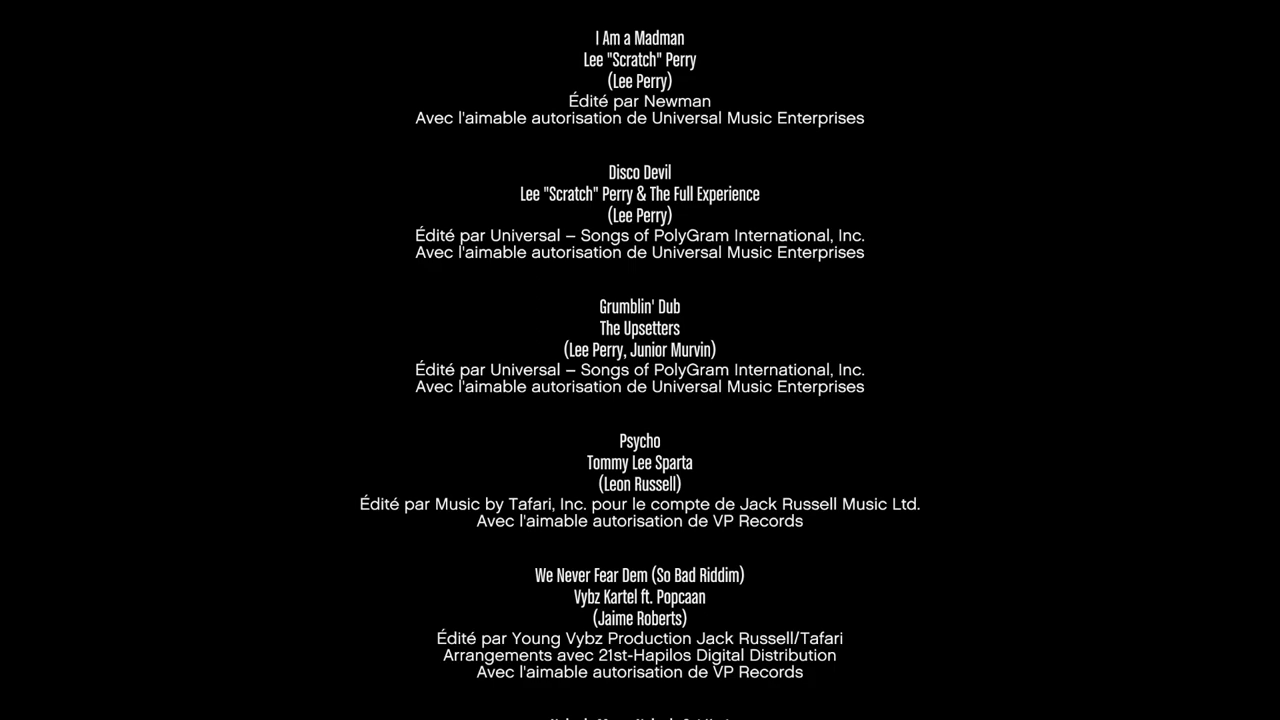 I Am a Madman
Lee "Scratch" Perry
(Lee Perry)
Édité par Newman
Avec l'aimable autorisation de Universal Music Enterprises
Disco Devil
Lee "Scratch" Perry & The Full Experience
(Lee Perry)
Édité par Universal – Songs of PolyGram International, Inc.
Avec l'aimable autorisation de Universal Music Enterprises
Grumblin' Dub
The Upsetters
(Lee Perry, Junior Murvin)
Édité par Universal – Songs of PolyGram International, Inc.
Avec l'aimable autorisation de Universal Music Enterprises
Psycho
Tommy Lee Sparta
(Leon Russell)
Édité par Music by Tafari, Inc. pour le compte de Jack Russell Music Ltd.
Avec l'aimable autorisation de VP Records
We Never Fear Dem (So Bad Riddim)
Vybz Kartel ft. Popcaan
(Jaime Roberts)
Édité par Young Vybz Production Jack Russell/Tafari
Arrangements avec 21st-Hapilos Digital Distribution
Avec l'aimable autorisation de VP Records